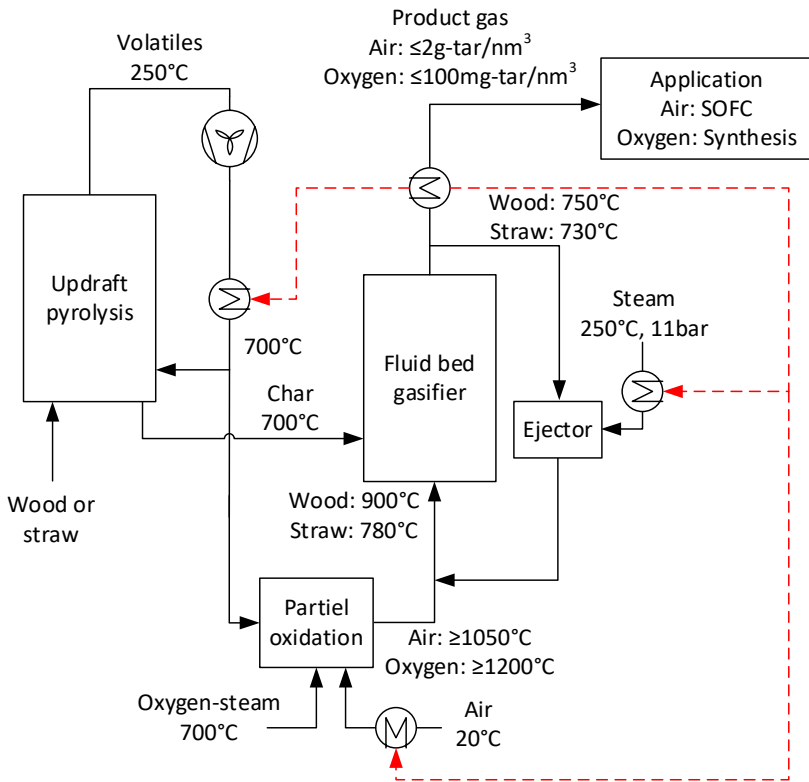 Product gas
Air: ≤2g-tar/nm³
Oxygen: ≤100mg-tar/nm³
Volatiles
250°C
Application
Air: SOFC
Oxygen: Synthesis
Wood: 750°C
Straw: 730°C
Updraft
pyrolysis
Steam
250°C, 11bar
700°C
Fluid bed
gasifier
Char
700°C
Ejector
Wood or
straw
Wood: 900°C
Straw: 780°C
Partiel
oxidation
Air: ≥1050°C
Oxygen: ≥1200°C
Oxygen-steam
700°C
Air
20°C